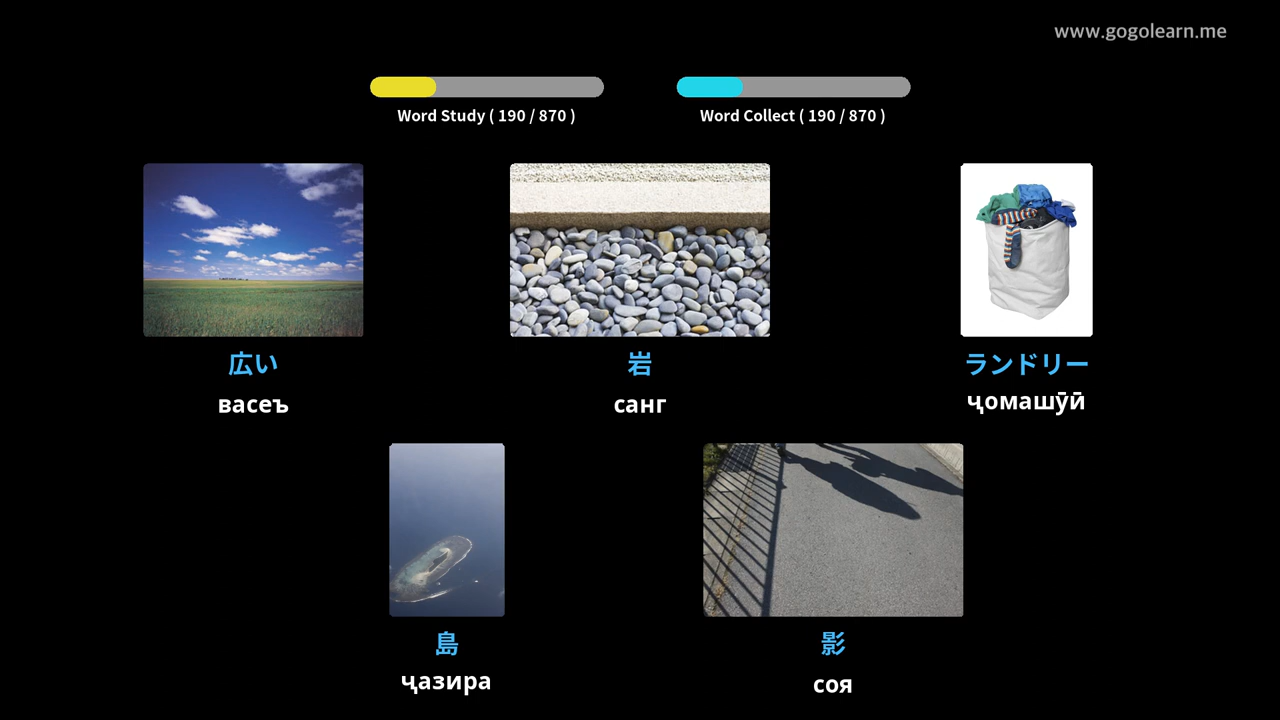 www.gogolearn.me
Word Study ( 190 / 870 )
Word Collect ( 190 / 870 )
広い
васеъ
岩
санг
ランドリー
ҷомашӯӣ
島
ҷазира
影
соя